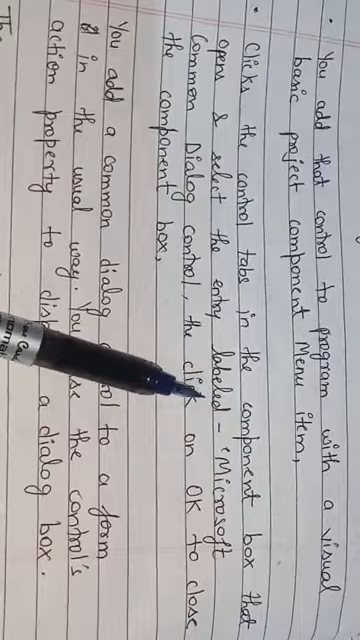 • You add that control to program with a visual
basic project component Menu item,
• Clicks the control tabs in the component box that
opens & select the entry labeled - (Microsoft
Common Dialog control, the click on OK to close
the component box,
You add a common dialog to a form
in the usual way. You the control's
action property to a dialog box.